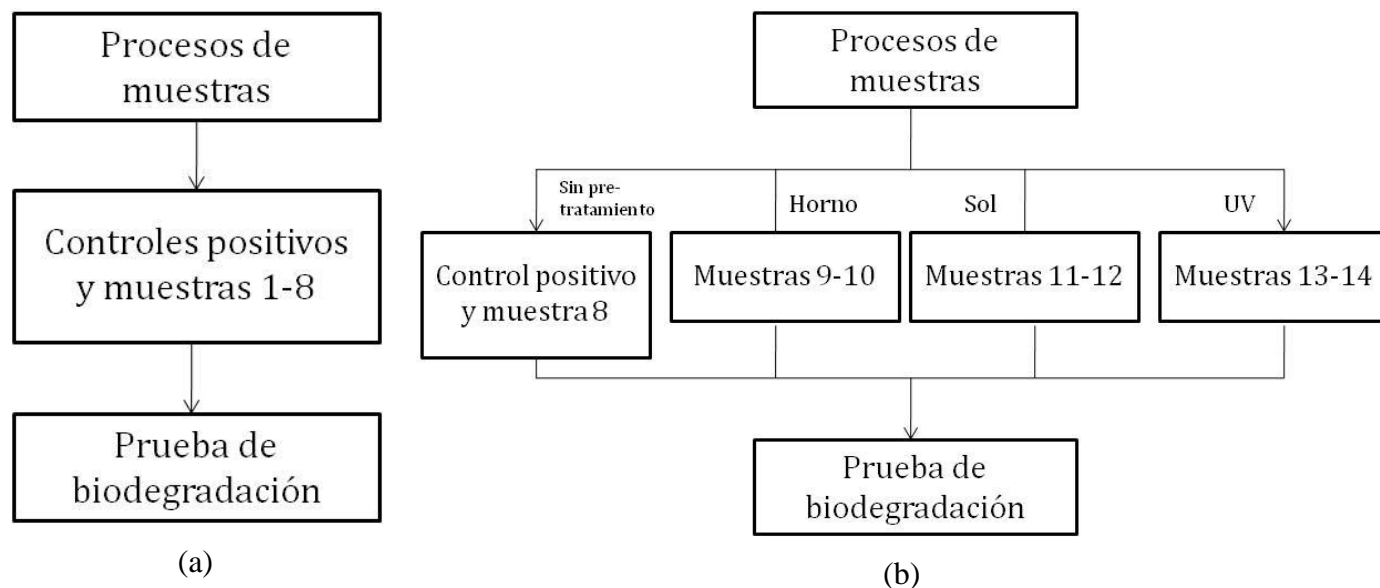 Procesos de
muestras
Controles positivos
y muestras 1-8
Prueba de
biodegradación
(a)
Procesos de
muestras
Sin pre-
tratamiento
Horno
Sol
UV
Control positivo
y muestra 8
Muestras 9-10
Muestras 11-12
Muestras 13-14
Prueba de
biodegradación
(b)